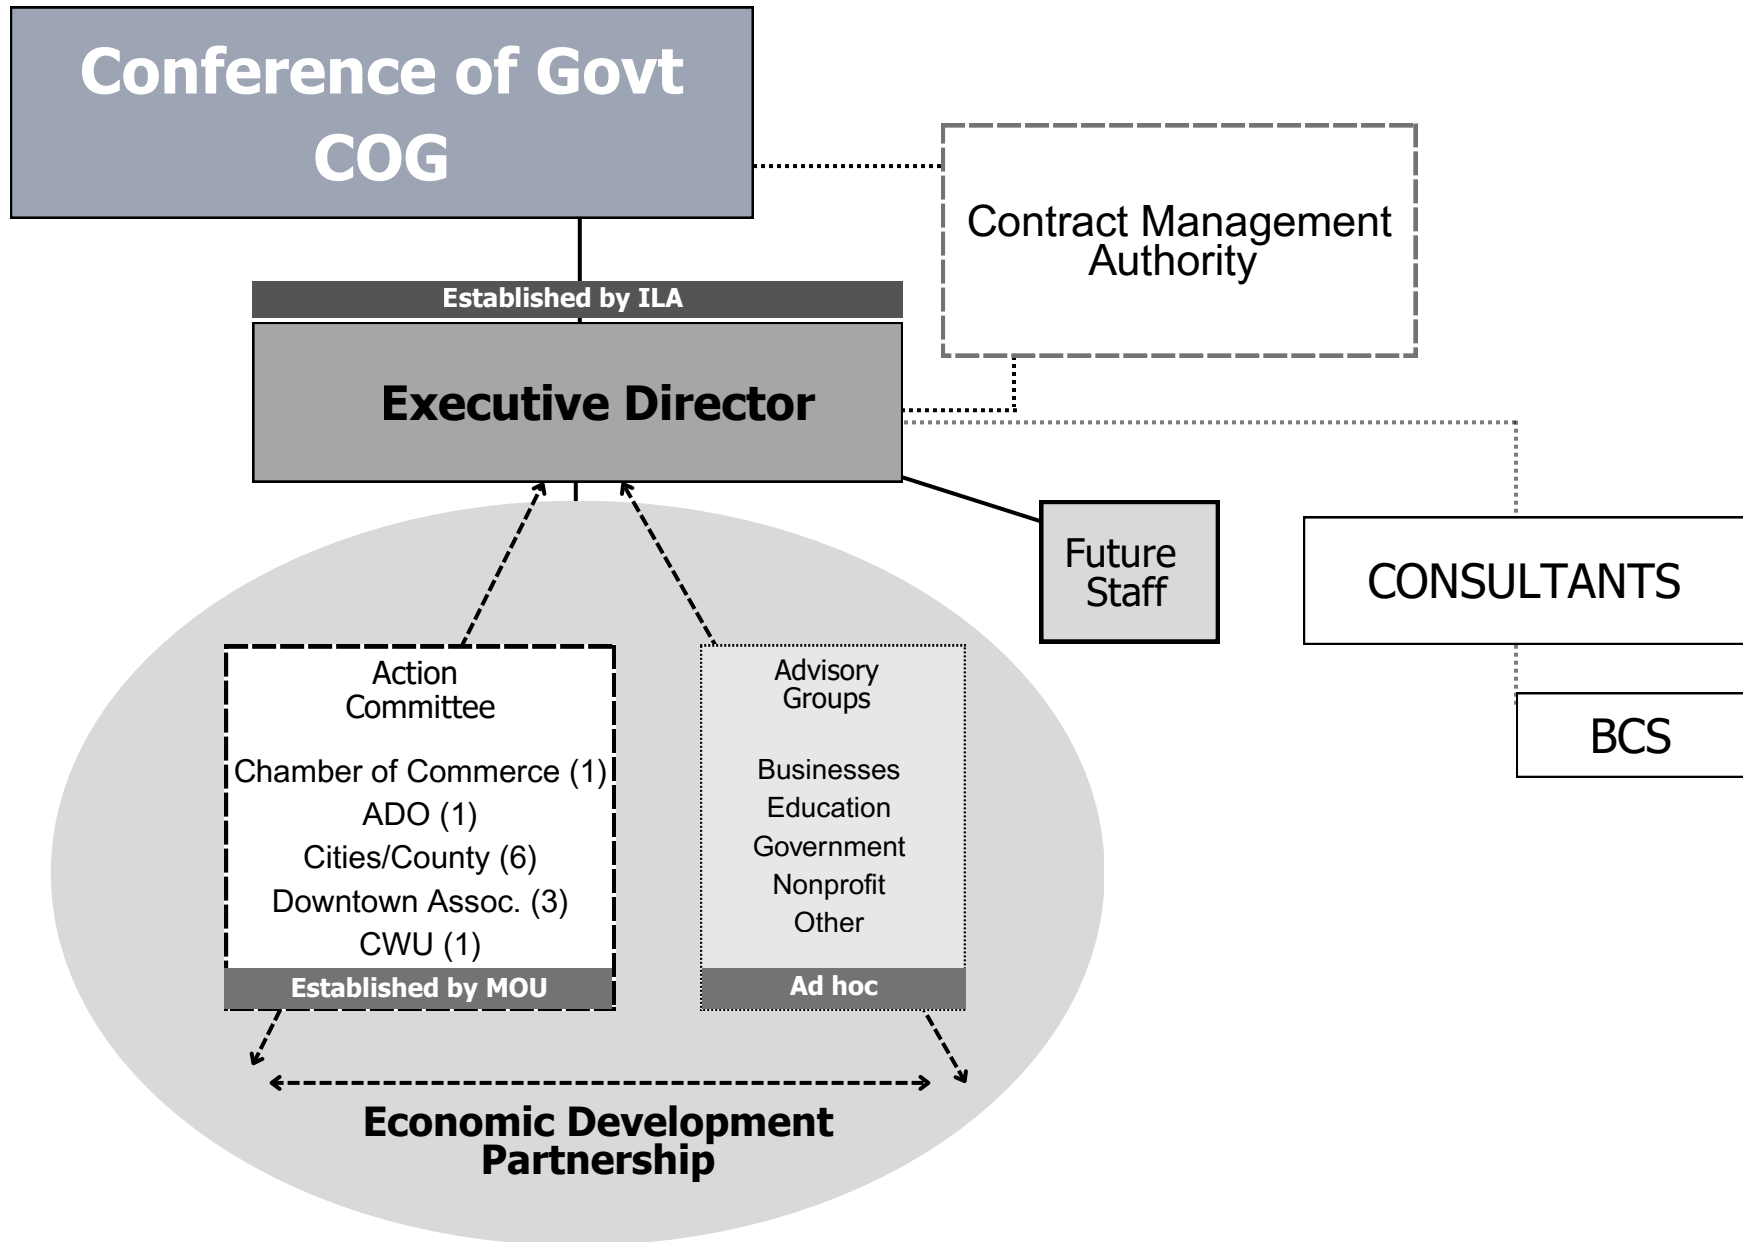 Conference of Govt
COG
Contract Management
Authority
Established by ILA
Executive Director
Future
Staff
CONSULTANTS
BCS
Action
Committee
Chamber of Commerce (1)
ADO (1)
Cities/County (6)
Downtown Assoc. (3)
CWU (1)
Established by MOU
Advisory
Groups
Businesses
Education
Government
Nonprofit
Other
Ad hoc
Economic Development
Partnership